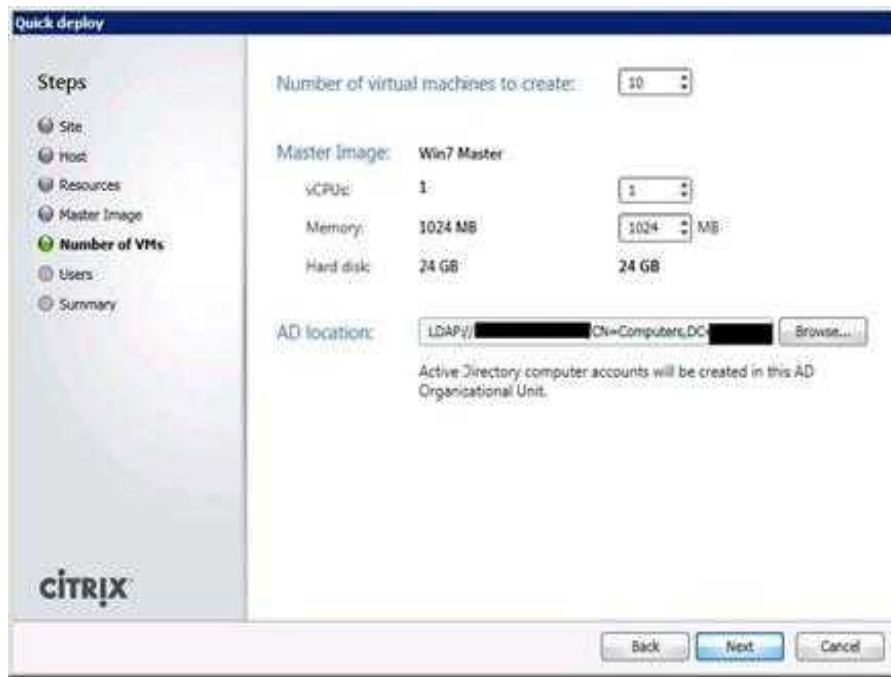 Quick deploy
Steps
Site
Host
Resources
Master Image
Number of VMs
Users
Summary
CİTRIX
Number of virtual machines to create: 10
Master Image: Win7 Master
vCPUs: 1 1
Memory: 1024 MB 1024 MB
Hard disk: 24 GB 24 GB
AD location: LDAP:// CN=Computers,DC= Browse...
Active Directory computer accounts will be created in this AD
Organizational Unit.
Back Next Cancel